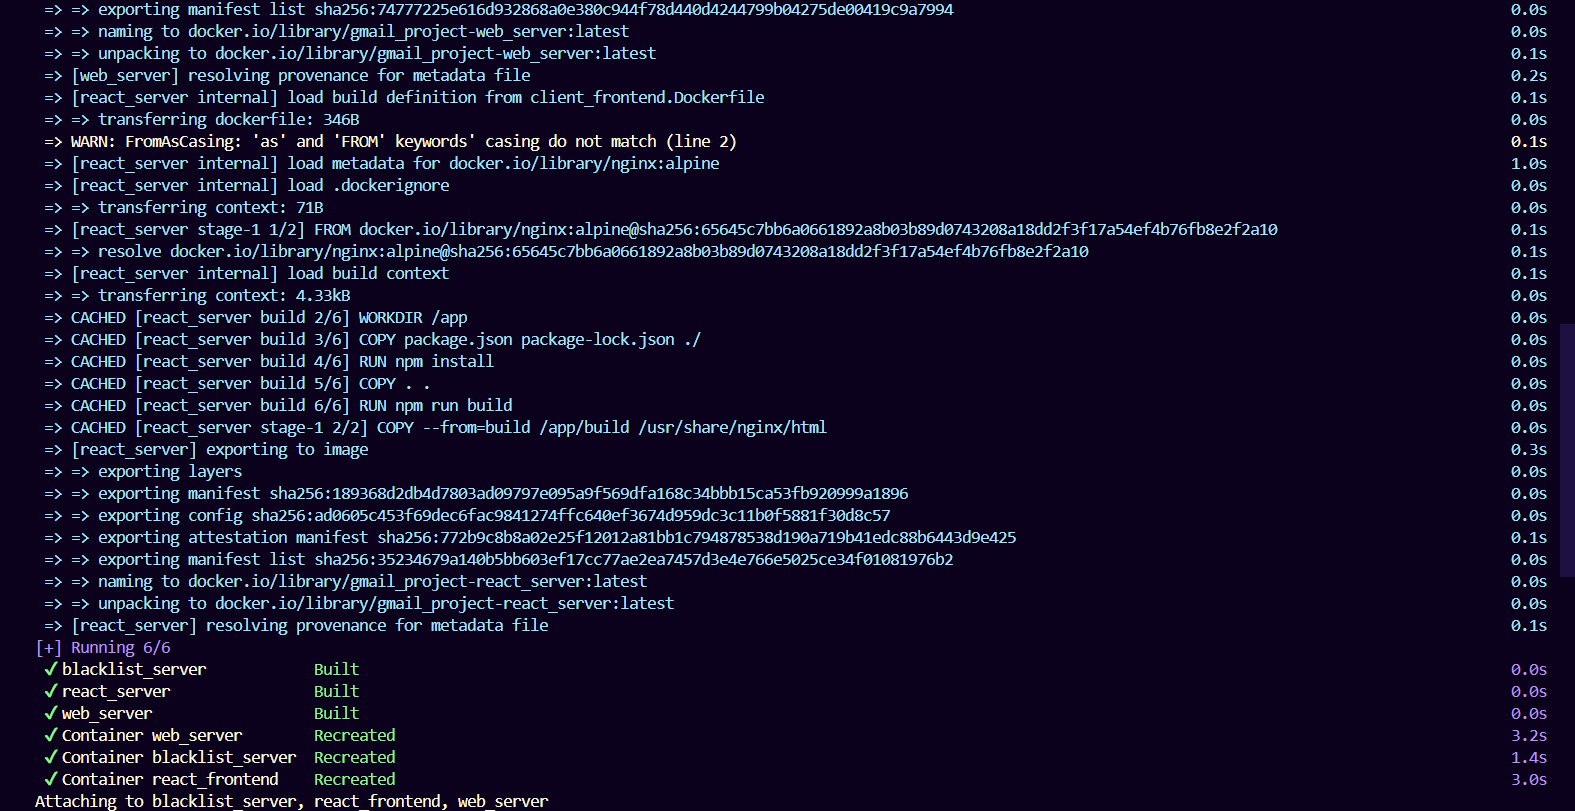 => => exporting manifest list sha256:74777225e616d932868a0e380c944f78d440d4244799b04275de00419c9a7994 0.0s
=> => naming to docker.io/library/gmail_project-web_server:latest 0.0s
=> => unpacking to docker.io/library/gmail_project-web_server:latest 0.1s
=> [web_server] resolving provenance for metadata file 0.2s
=> [react_server internal] load build definition from client_frontend.Dockerfile 0.1s
=> => transferring dockerfile: 346B 0.0s
=> WARN: FromAsCasing: 'as' and 'FROM' keywords' casing do not match (line 2) 0.1s
=> [react_server internal] load metadata for docker.io/library/nginx:alpine 1.0s
=> [react_server internal] load .dockerignore 0.0s
=> => transferring context: 71B 0.0s
=> [react_server stage-1 1/2] FROM docker.io/library/nginx:alpine@sha256:65645c7bb6a0661892a8b03b89d0743208a18dd2f3f17a54ef4b76fb8e2f2a10 0.1s
=> => resolve docker.io/library/nginx:alpine@sha256:65645c7bb6a0661892a8b03b89d0743208a18dd2f3f17a54ef4b76fb8e2f2a10 0.1s
=> [react_server internal] load build context 0.1s
=> => transferring context: 4.33kB 0.0s
=> CACHED [react_server build 2/6] WORKDIR /app 0.0s
=> CACHED [react_server build 3/6] COPY package.json package-lock.json ./ 0.0s
=> CACHED [react_server build 4/6] RUN npm install 0.0s
=> CACHED [react_server build 5/6] COPY . . 0.0s
=> CACHED [react_server build 6/6] RUN npm run build 0.0s
=> CACHED [react_server stage-1 2/2] COPY --from=build /app/build /usr/share/nginx/html 0.0s
=> [react_server] exporting to image 0.3s
=> => exporting layers 0.0s
=> => exporting manifest sha256:189368d2db4d7803ad09797e095a9f569dfa168c34bbb15ca53fb920999a1896 0.0s
=> => exporting config sha256:ad0605c453f69dec6fac9841274ffc640ef3674d959dc3c11b0f5881f30d8c57 0.0s
=> => exporting attestation manifest sha256:772b9c8b8a02e25f12012a81bb1c794878538d190a719b41edc88b6443d9e425 0.1s
=> => exporting manifest list sha256:35234679a140b5bb603ef17cc77ae2ea7457d3e4e766e5025ce34f01081976b2 0.0s
=> => naming to docker.io/library/gmail_project-react_server:latest 0.0s
=> => unpacking to docker.io/library/gmail_project-react_server:latest 0.0s
=> [react_server] resolving provenance for metadata file 0.1s
[+] Running 6/6
✓ blacklist_server Built 0.0s
✓ react_server Built 0.0s
✓ web_server Built 0.0s
✓ Container web_server Recreated 3.2s
✓ Container blacklist_server Recreated 1.4s
✓ Container react_frontend Recreated 3.0s
Attaching to blacklist_server, react_frontend, web_server